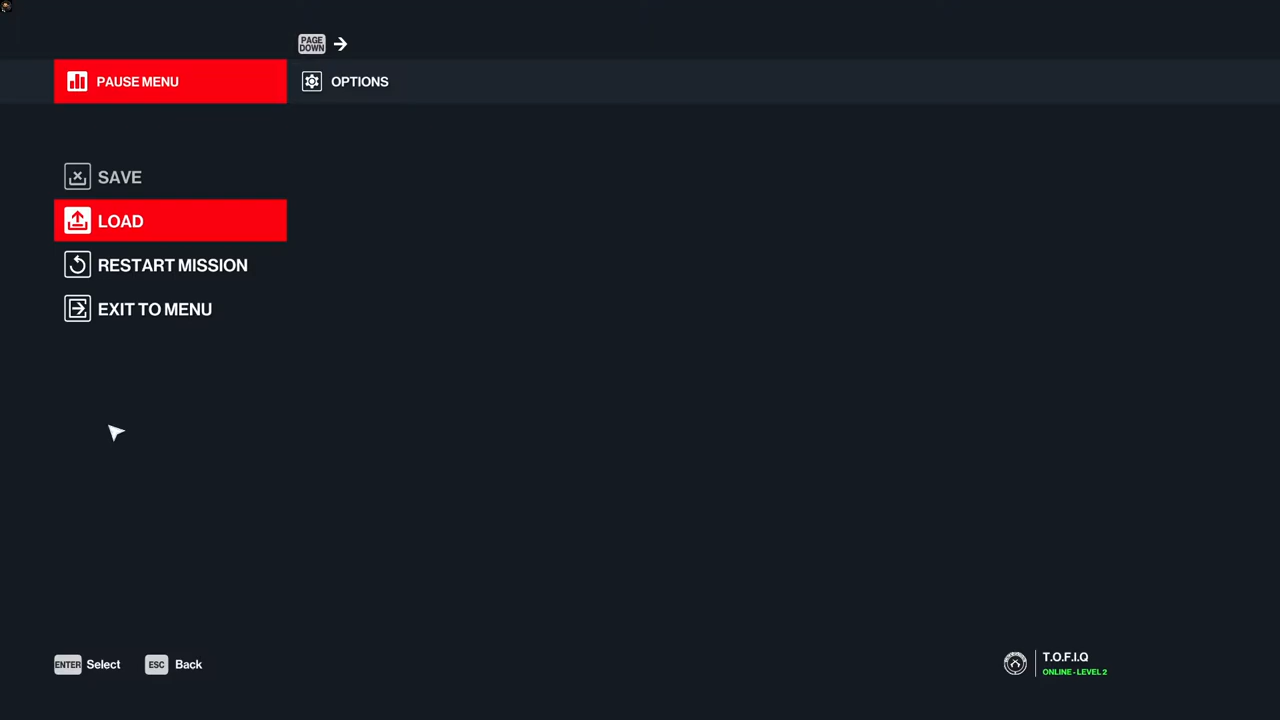 PAGE
DOWN
PAUSE MENU
OPTIONS
SAVE
LOAD
RESTART MISSION
EXIT TO MENU
ENTER Select ESC Back
T.O.F.I.Q
ONLINE - LEVEL 2